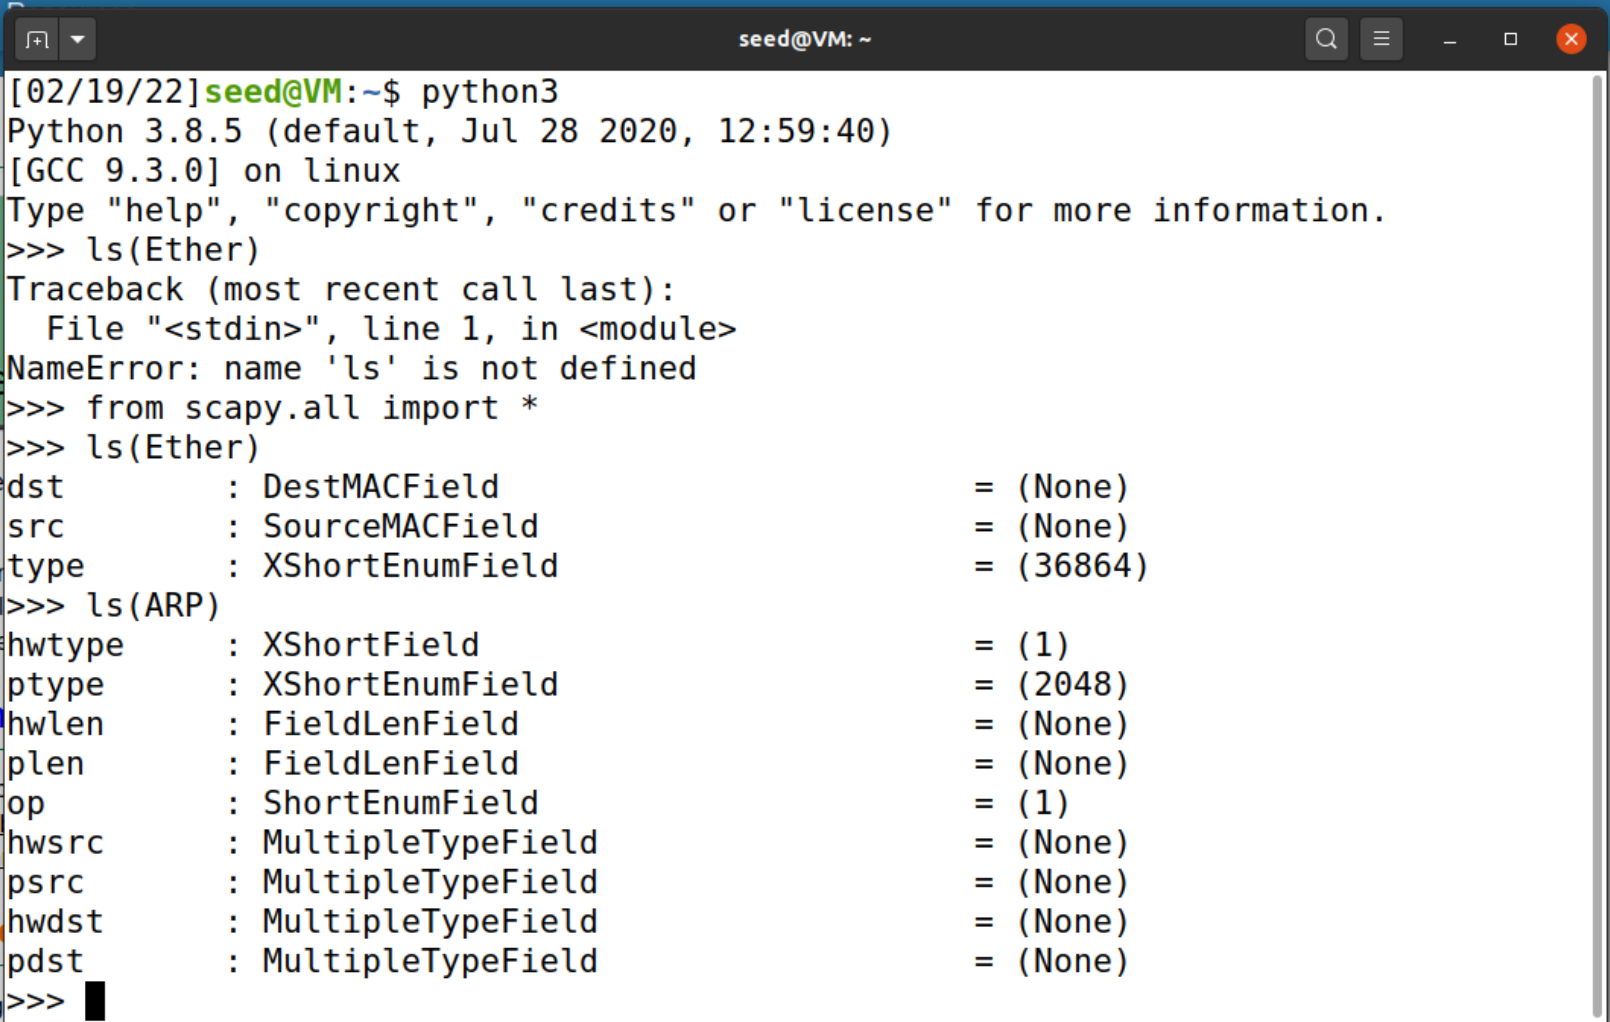 seed@VM: ~
[02/19/22]seed@VM:~$ python3
Python 3.8.5 (default, Jul 28 2020, 12:59:40)
[GCC 9.3.0] on linux
Type "help", "copyright", "credits" or "license" for more information.
>>> ls(Ether)
Traceback (most recent call last):
  File "<stdin>", line 1, in <module>
NameError: name 'ls' is not defined
>>> from scapy.all import *
>>> ls(Ether)
dst        : DestMACField                        = (None)
src        : SourceMACField                      = (None)
type       : XShortEnumField                     = (36864)
>>> ls(ARP)
hwtype     : XShortField                         = (1)
ptype      : XShortEnumField                     = (2048)
hwlen      : FieldLenField                       = (None)
plen       : FieldLenField                       = (None)
op         : ShortEnumField                      = (1)
hwsrc      : MultipleTypeField                   = (None)
psrc       : MultipleTypeField                   = (None)
hwdst      : MultipleTypeField                   = (None)
pdst       : MultipleTypeField                   = (None)
>>>